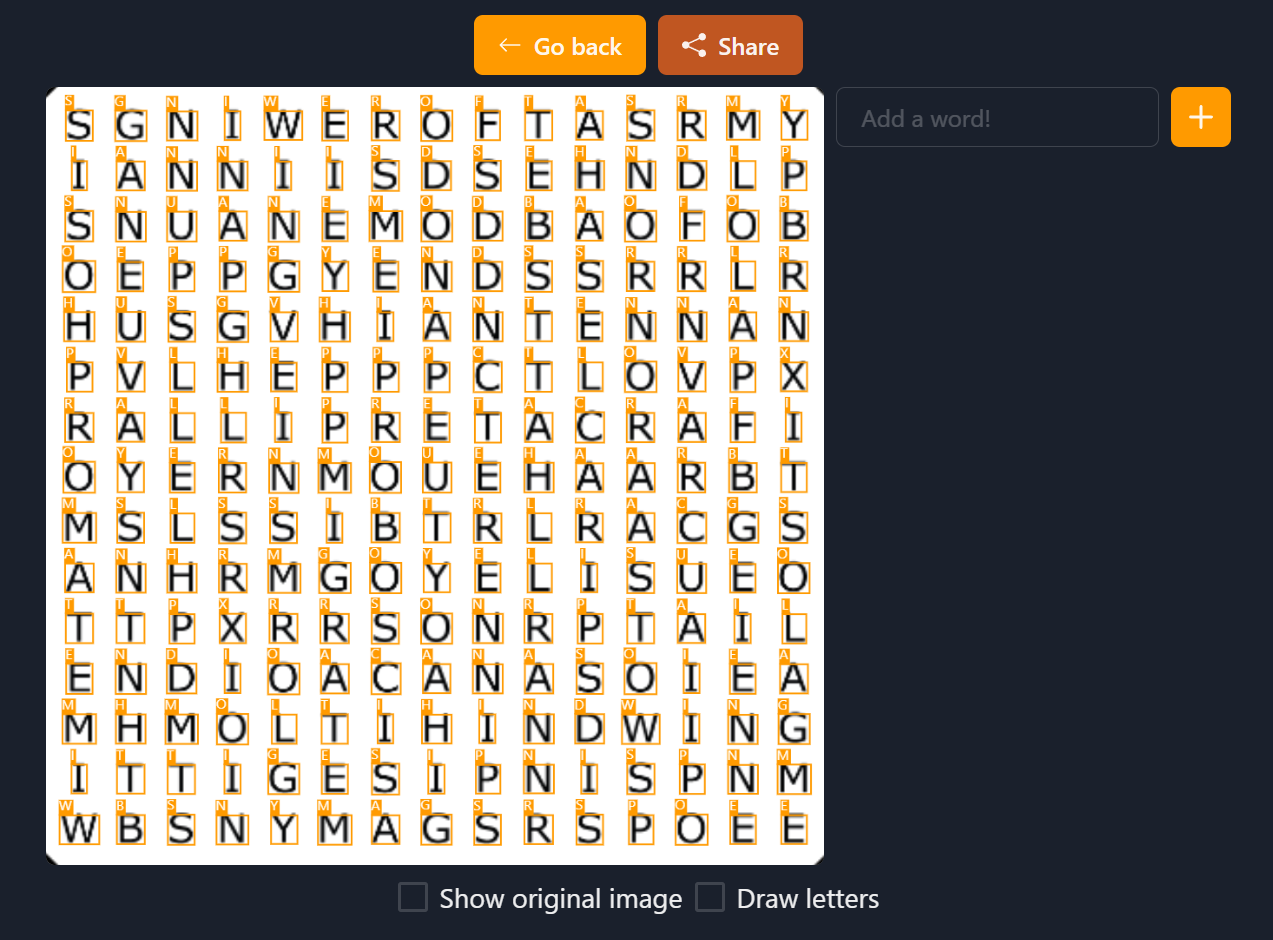 Go back
Share
Add a word!
S G N I W E R O F T A S R M Y
I A N N I I S D S E H N D L P
S N U A N E M O D B A O F O B
O E P P G Y E N D S S R R L R
H U S G V H I A N T E N N A N
P V L H E P P P C T L O V P X
R A L L I P R E T A C R A F I
O Y E R N M O U E H A A R B T
M S L S S I B T R L R A C G S
A N H R M G O Y E L I S U E O
T T P X R R S O N R P T A I L
E N D I O A C A N A S O I E A
M H M O L T I H I N D W I N G
I T T I G E S I P N I S P N M
W B S N Y M A G S R S P O E E
Show original image
Draw letters